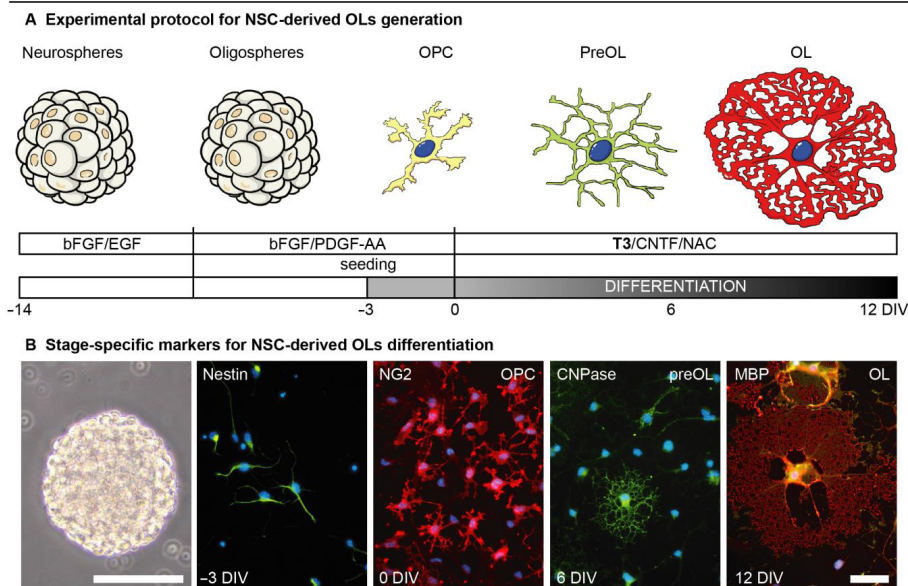 A Experimental protocol for NSC-derived OLs generation
Neurospheres Oligospheres OPC PreOL OL
bFGF/EGF bFGF/PDGF-AA T3/CNTF/NAC
seeding
DIFFERENTIATION
–14 –3 0 6 12 DIV
B Stage-specific markers for NSC-derived OLs differentiation
Nestin NG2 OPC CNPase preOL MBP OL
–3 DIV 0 DIV 6 DIV 12 DIV